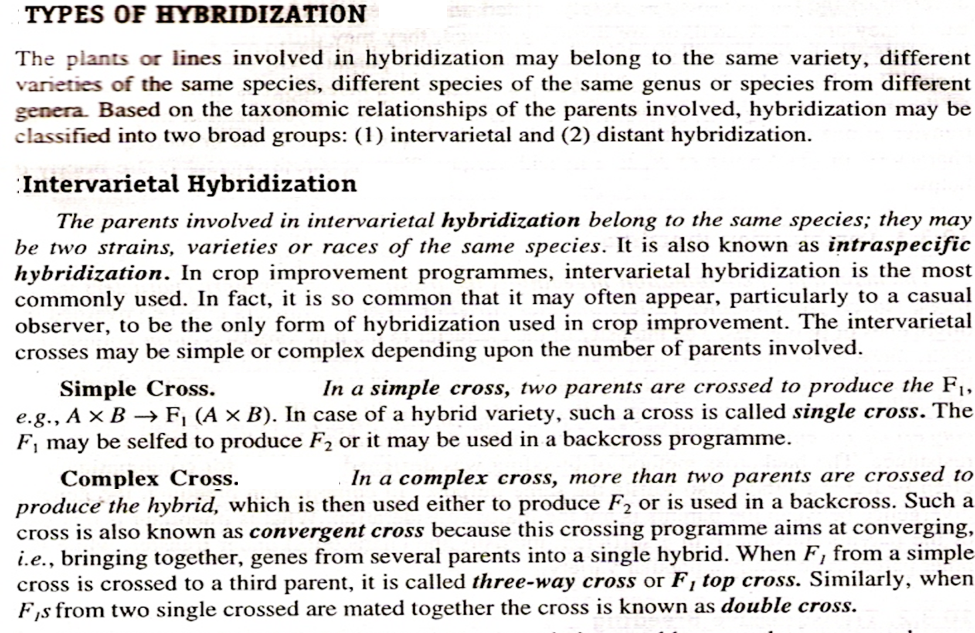 TYPES OF HYBRIDIZATION
The plants or lines involved in hybridization may belong to the same variety, different
varieties of the same species, different species of the same genus or species from different
genera. Based on the taxonomic relationships of the parents involved, hybridization may be
classified into two broad groups: (1) intervarietal and (2) distant hybridization.
Intervarietal Hybridization
The parents involved in intervarietal hybridization belong to the same species; they may
be two strains, varieties or races of the same species. It is also known as intraspecific
hybridization. In crop improvement programmes, intervarietal hybridization is the most
commonly used. In fact, it is so common that it may often appear, particularly to a casual
observer, to be the only form of hybridization used in crop improvement. The intervarietal
crosses may be simple or complex depending upon the number of parents involved.
Simple Cross. In a simple cross, two parents are crossed to produce the F₁,
e.g., A × B → F₁ (A × B). In case of a hybrid variety, such a cross is called single cross. The
F₁ may be selfed to produce F₂ or it may be used in a backcross programme.
Complex Cross. In a complex cross, more than two parents are crossed to
produce the hybrid, which is then used either to produce F₂ or is used in a backcross. Such a
cross is also known as convergent cross because this crossing programme aims at converging,
i.e., bringing together, genes from several parents into a single hybrid. When F₁ from a simple
cross is crossed to a third parent, it is called three-way cross or F₁ top cross. Similarly, when
F₁s from two single crossed are mated together the cross is known as double cross.